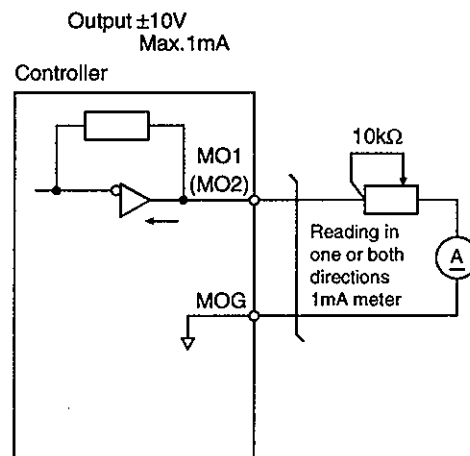 Output ±10V
Max.1mA
Controller
MO1
(MO2)
MOG
10kΩ
Reading in
one or both
directions
1mA meter
A